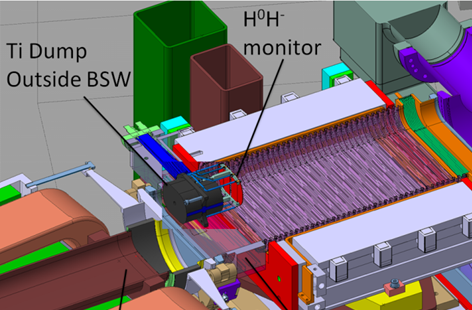 Ti Dump
Outside BSW
H⁰H⁻
monitor